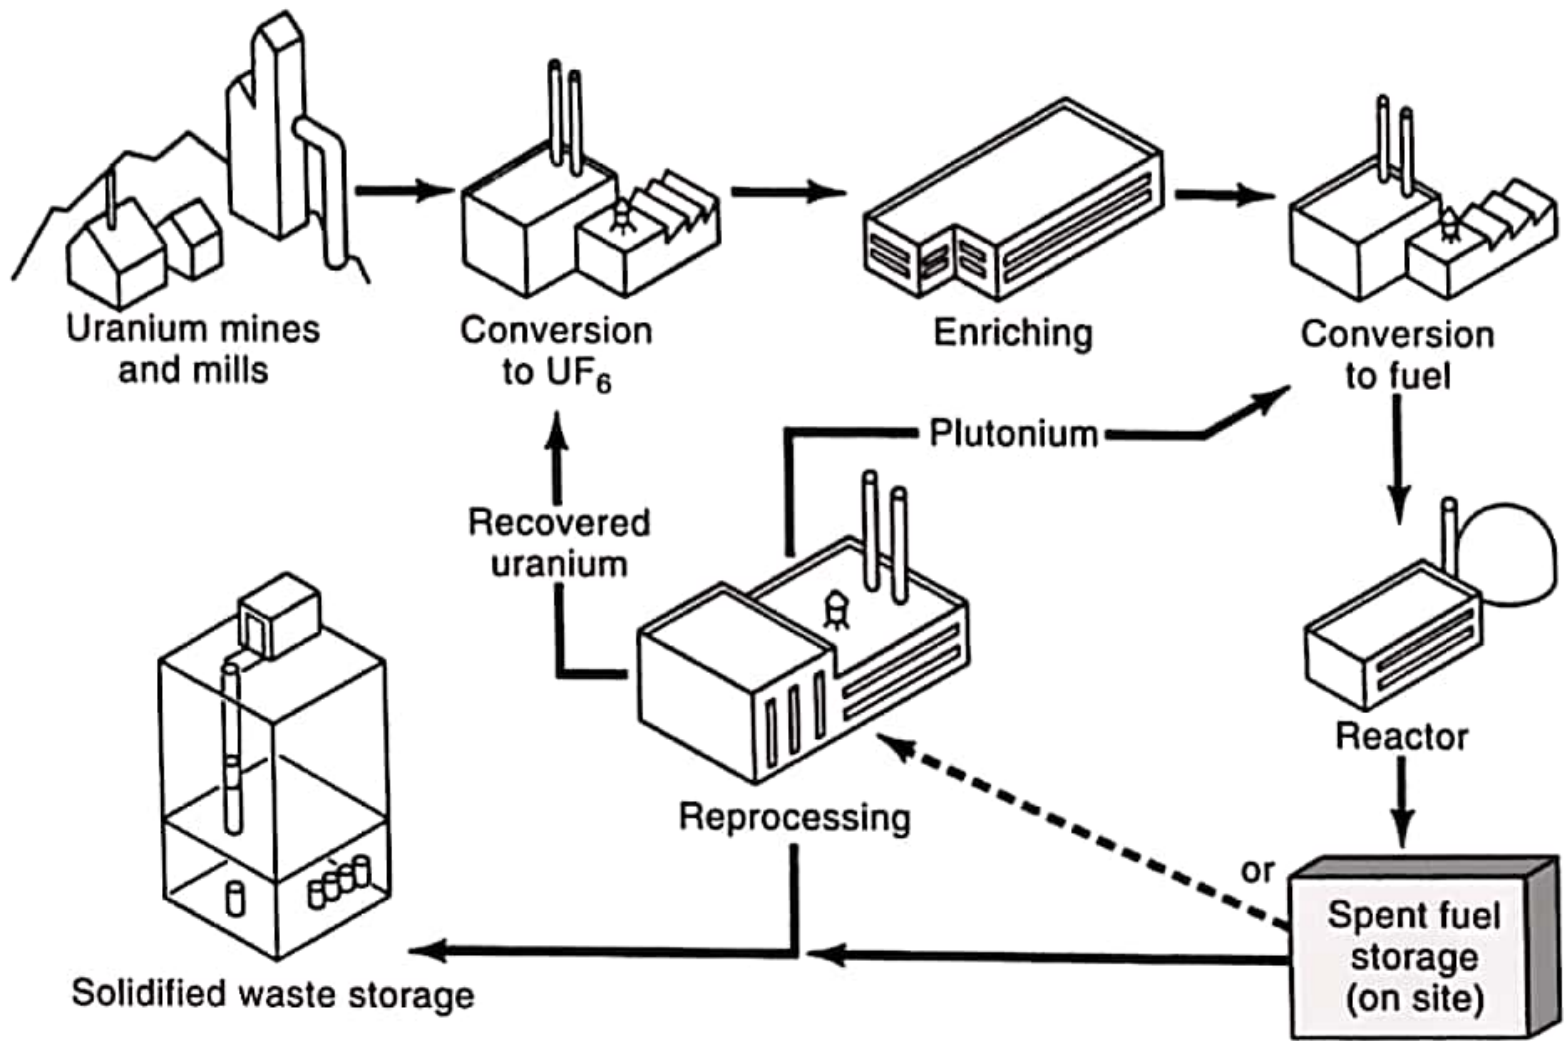 Uranium mines
and mills
Conversion
to UF₆
Enriching
Conversion
to fuel
Plutonium
Recovered
uranium
Reactor
Reprocessing
or
Spent fuel
storage
(on site)
Solidified waste storage